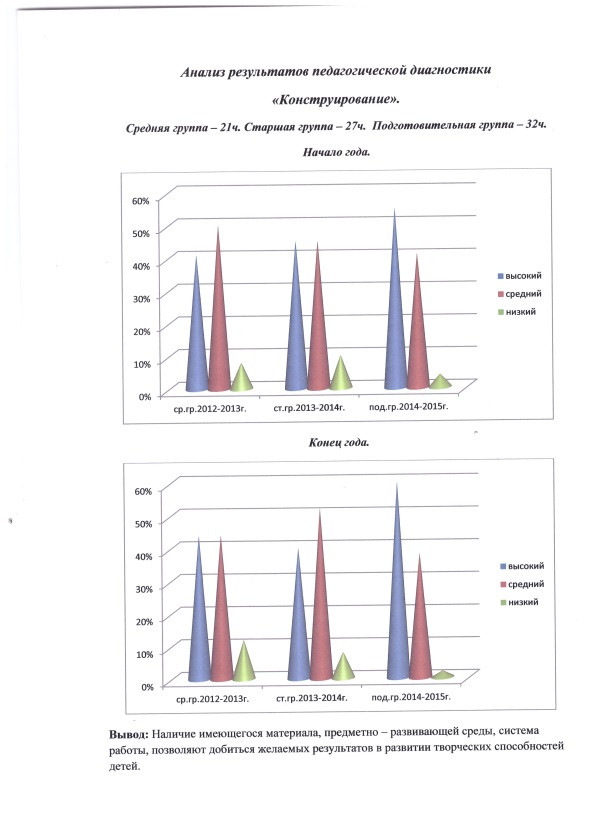 Анализ результатов педагогической диагностики
«Конструирование».
Средняя группа – 21ч. Старшая группа – 27ч. Подготовительная группа – 32ч.
Начало года.
60%
50%
40%
30%
20%
10%
0%
ср.гр.2012-2013г.
ст.гр.2013-2014г.
под.гр.2014-2015г.
высокий
средний
низкий
Конец года.
60%
50%
40%
30%
20%
10%
0%
ср.гр.2012-2013г.
ст.гр.2013-2014г.
под.гр.2014-2015г.
высокий
средний
низкий
Вывод: Наличие имеющегося материала, предметно – развивающей среды, система
работы, позволяют добиться желаемых результатов в развитии творческих способностей
детей.